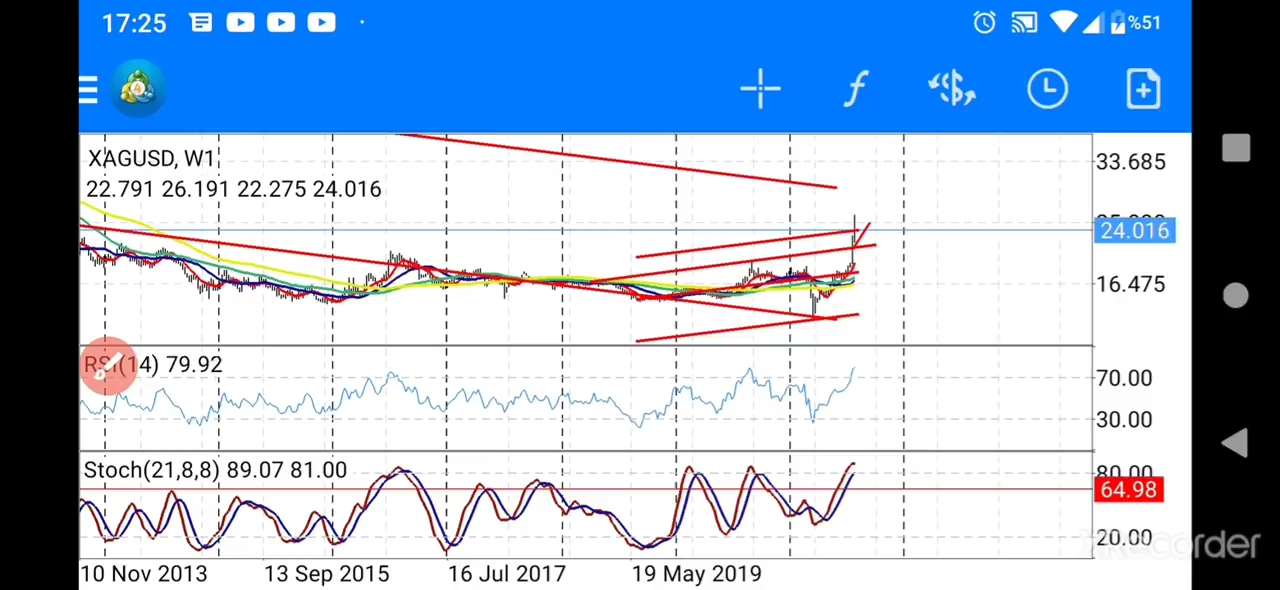 17:25
%51
XAGUSD, W1
22.791 26.191 22.275 24.016
33.685
24.016
16.475
RSI(14) 79.92
70.00
30.00
Stoch(21,8,8) 89.07 81.00
80.00
64.98
20.00
10 Nov 2013 13 Sep 2015 16 Jul 2017 19 May 2019